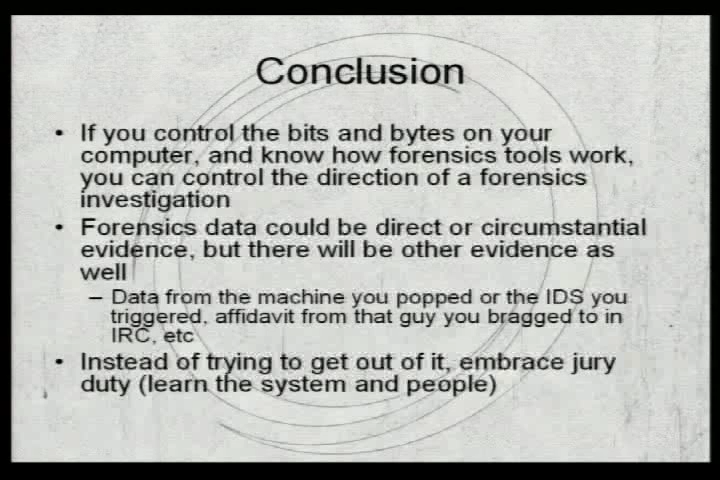 Conclusion
• If you control the bits and bytes on your
computer, and know how forensics tools work,
you can control the direction of a forensics
investigation
• Forensics data could be direct or circumstantial
evidence, but there will be other evidence as
well
– Data from the machine you popped or the IDS you
triggered, affidavit from that guy you bragged to in
IRC, etc
• Instead of trying to get out of it, embrace jury
duty (learn the system and people)